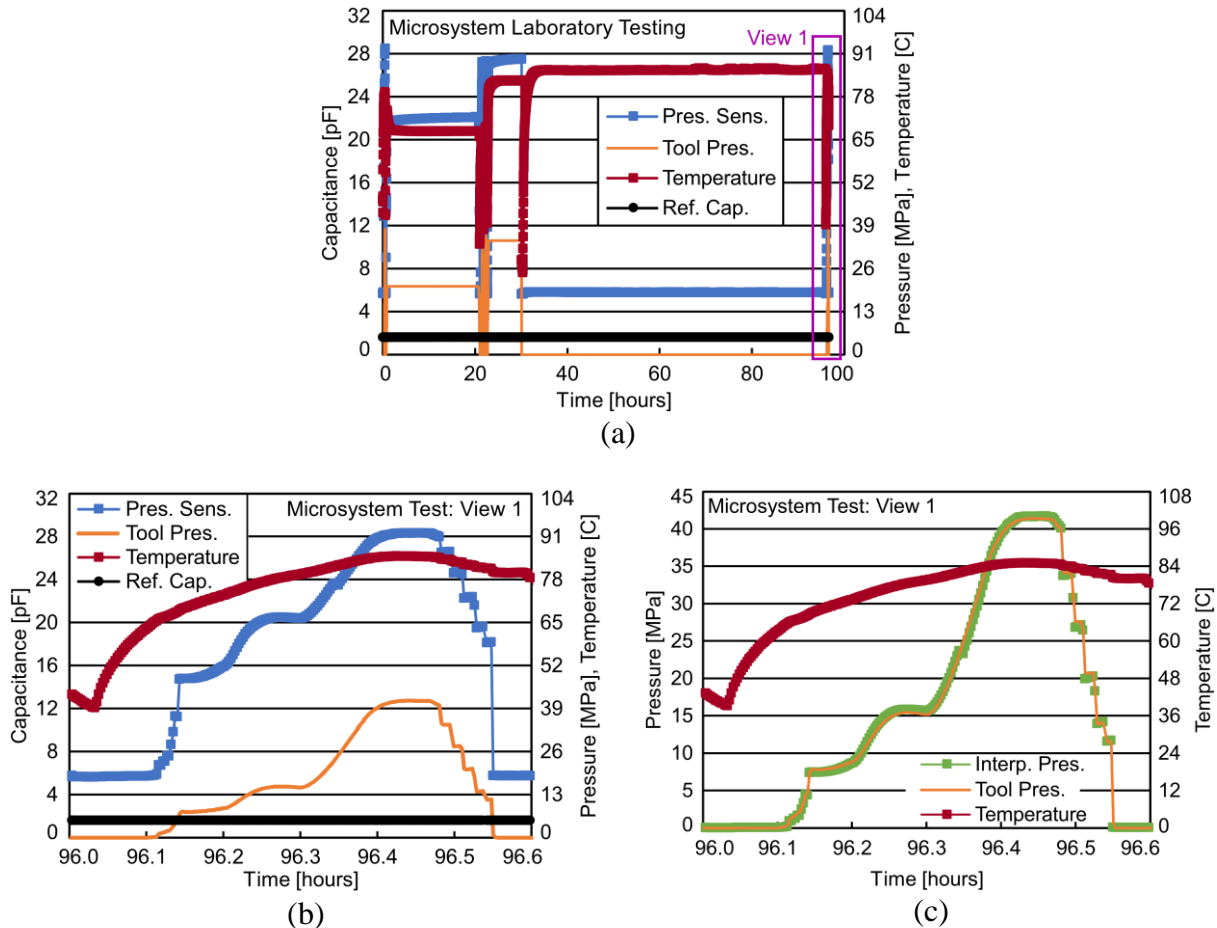 Microsystem Laboratory Testing
View 1
32
28
24
20
16
12
8
4
0
Capacitance [pF]
104
91
78
65
52
39
26
13
0
Pressure [MPa], Temperature [C]
Pres. Sens.
Tool Pres.
Temperature
Ref. Cap.
0 20 40 60 80 100
Time [hours]
(a)
32
28
24
20
16
12
8
4
0
Capacitance [pF]
Pres. Sens.
Tool Pres.
Temperature
Ref. Cap.
Microsystem Test: View 1
104
91
78
65
52
39
26
13
0
Pressure [MPa], Temperature [C]
96.0 96.1 96.2 96.3 96.4 96.5 96.6
Time [hours]
(b)
45
40
35
30
25
20
15
10
5
0
Pressure [MPa]
Microsystem Test: View 1
108
96
84
72
60
48
36
24
12
0
Temperature [C]
Interp. Pres.
Tool Pres.
Temperature
96.0 96.1 96.2 96.3 96.4 96.5 96.6
Time [hours]
(c)